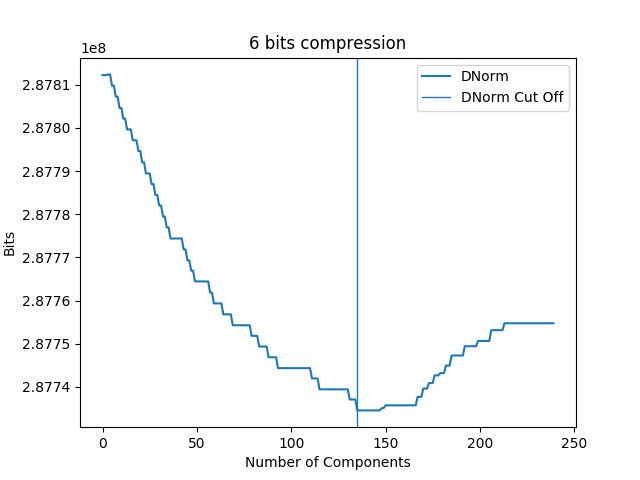 6 bits compression
1e8
DNorm
DNorm Cut Off
2.8781
2.8780
2.8779
2.8778
2.8777
2.8776
2.8775
2.8774
Bits
0 50 100 150 200 250
Number of Components